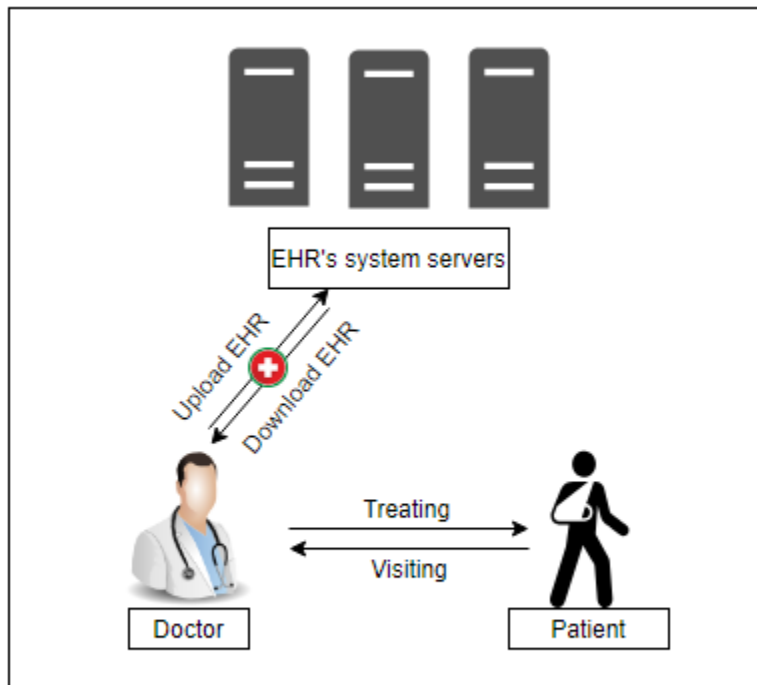 EHR's system servers
Upload EHR
Download EHR
Treating
Visiting
Doctor
Patient